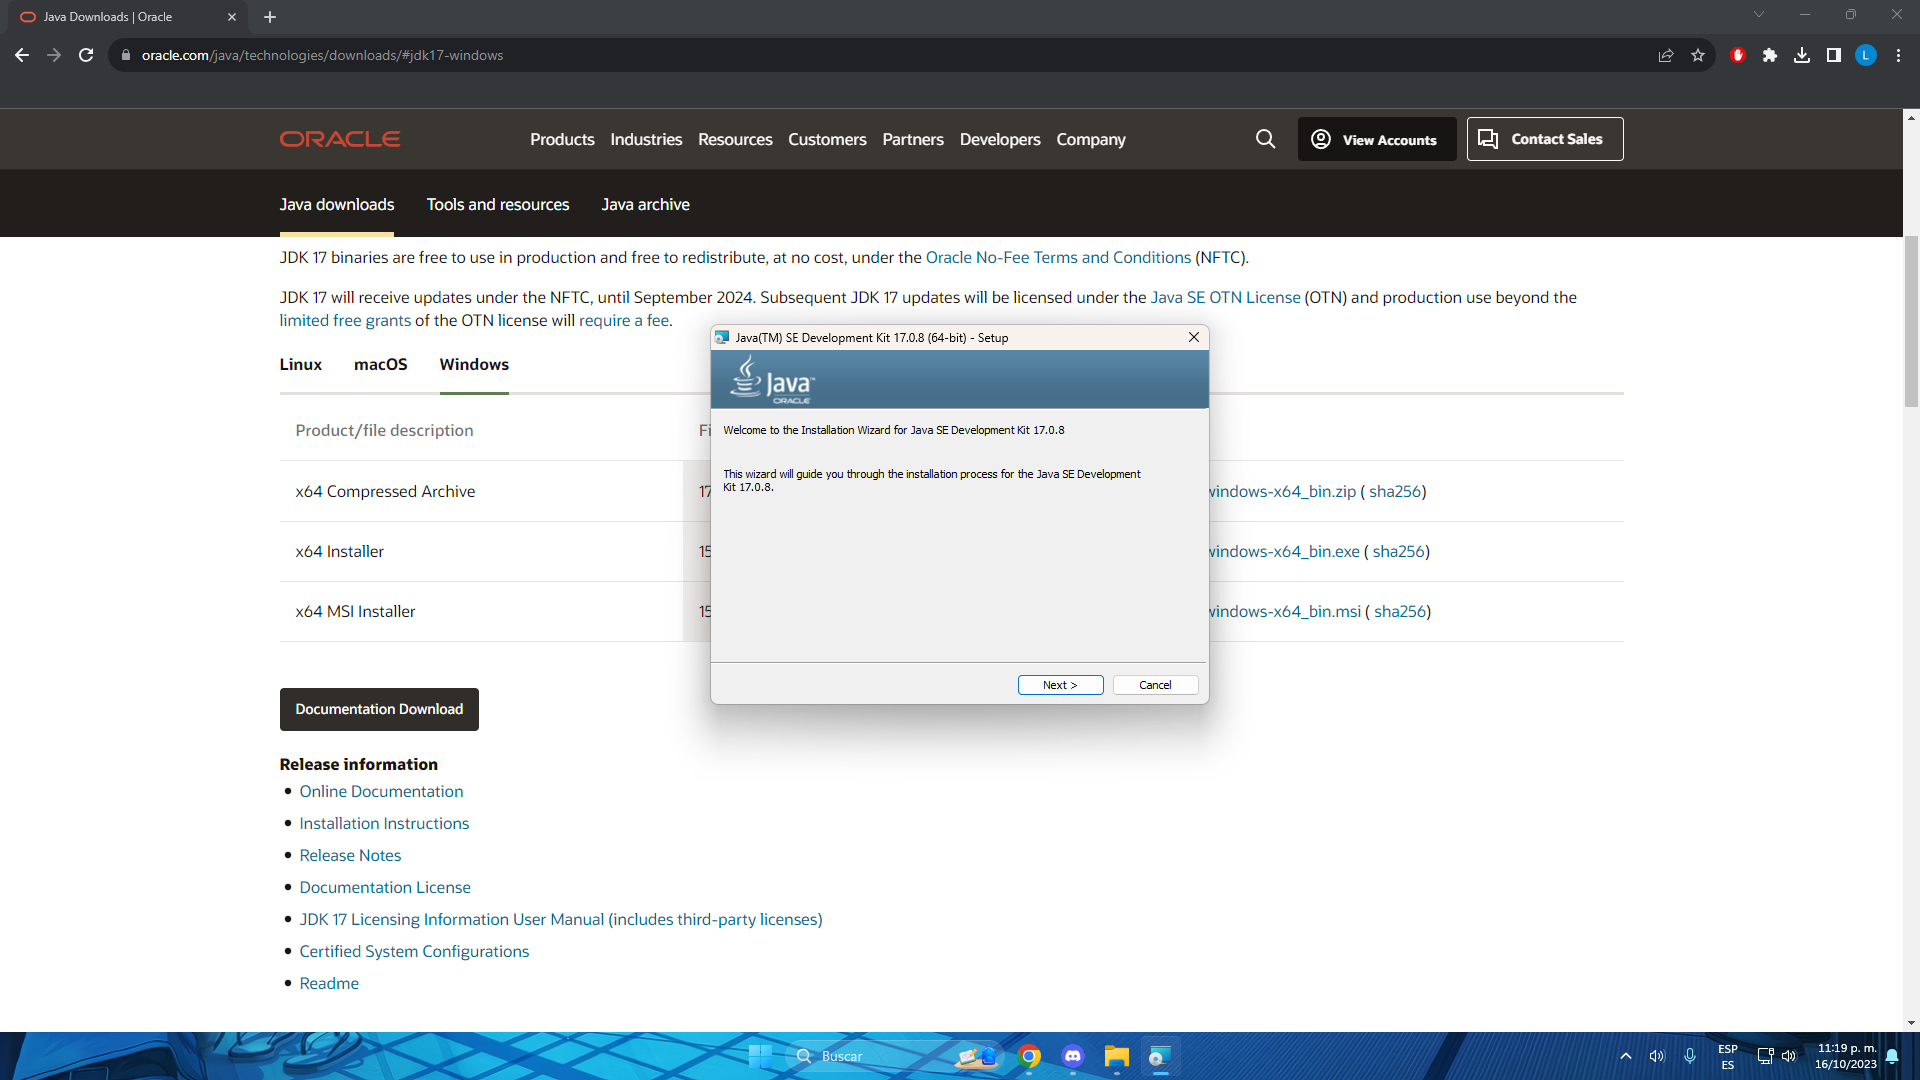 Java Downloads | Oracle
oracle.com/java/technologies/downloads/#jdk17-windows
L
ORACLE
Products Industries Resources Customers Partners Developers Company
View Accounts
Contact Sales
Java downloads Tools and resources Java archive
JDK 17 binaries are free to use in production and free to redistribute, at no cost, under the Oracle No-Fee Terms and Conditions (NFTC).
JDK 17 will receive updates under the NFTC, until September 2024. Subsequent JDK 17 updates will be licensed under the Java SE OTN License (OTN) and production use beyond the
limited free grants of the OTN license will require a fee.
Linux macOS Windows
Product/file description
x64 Compressed Archive
17
windows-x64_bin.zip ( sha256)
x64 Installer
15
windows-x64_bin.exe ( sha256)
x64 MSI Installer
15
windows-x64_bin.msi ( sha256)
Java(TM) SE Development Kit 17.0.8 (64-bit) - Setup
Java™
ORACLE
Welcome to the Installation Wizard for Java SE Development Kit 17.0.8
This wizard will guide you through the installation process for the Java SE Development
Kit 17.0.8.
Next > Cancel
Documentation Download
Release information
• Online Documentation
• Installation Instructions
• Release Notes
• Documentation License
• JDK 17 Licensing Information User Manual (includes third-party licenses)
• Certified System Configurations
• Readme
Buscar
ESP
ES
11:19 p. m.
16/10/2023